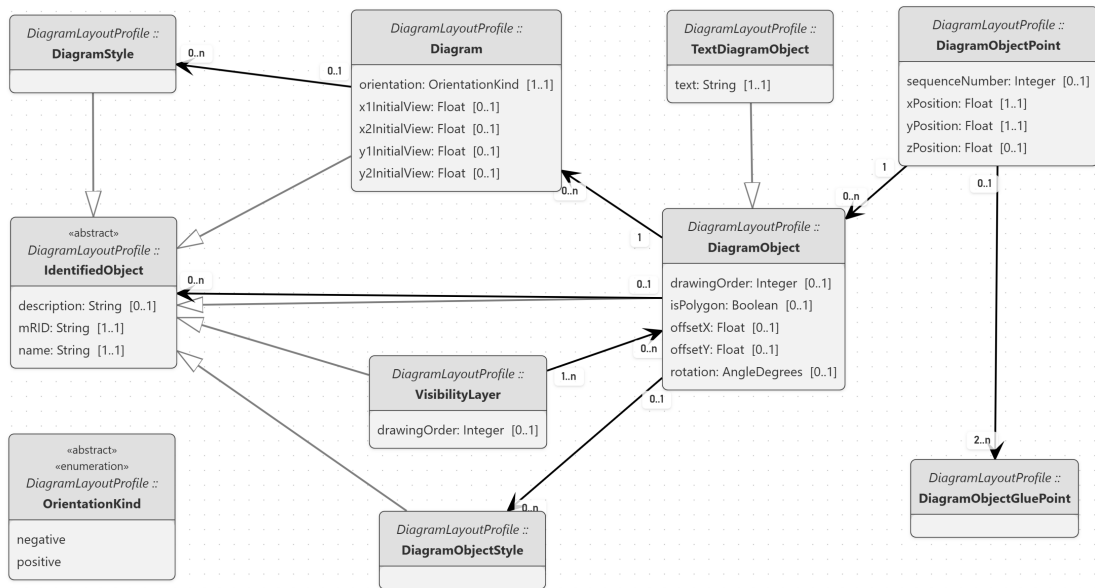 DiagramLayoutProfile ::
DiagramStyle
0..n
0..1
DiagramLayoutProfile ::
Diagram
orientation: OrientationKind [1..1]
x1InitialView: Float [0..1]
x2InitialView: Float [0..1]
y1InitialView: Float [0..1]
y2InitialView: Float [0..1]
0..n
1
DiagramLayoutProfile ::
TextDiagramObject
text: String [1..1]
DiagramLayoutProfile ::
DiagramObjectPoint
sequenceNumber: Integer [0..1]
xPosition: Float [1..1]
yPosition: Float [1..1]
zPosition: Float [0..1]
1
0..n
0..1
«abstract»
DiagramLayoutProfile ::
IdentifiedObject
description: String [0..1]
mRID: String [1..1]
name: String [1..1]
0..n
0..1
DiagramLayoutProfile ::
DiagramObject
drawingOrder: Integer [0..1]
isPolygon: Boolean [0..1]
offsetX: Float [0..1]
offsetY: Float [0..1]
rotation: AngleDegrees [0..1]
0..n
1..n
0..1
DiagramLayoutProfile ::
VisibilityLayer
drawingOrder: Integer [0..1]
«abstract»
«enumeration»
DiagramLayoutProfile ::
OrientationKind
negative
positive
0..n
DiagramLayoutProfile ::
DiagramObjectStyle
2..n
DiagramLayoutProfile ::
DiagramObjectGluePoint